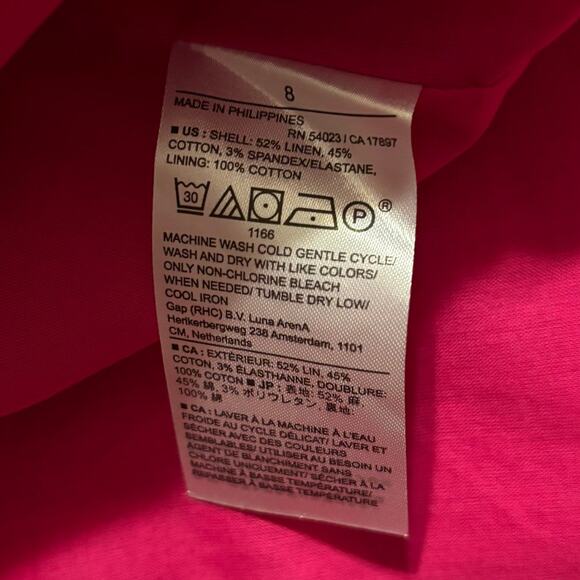 8
MADE IN PHILIPPINES
RN 54023 / CA 17897
■ US : SHELL: 52% LINEN, 45%
COTTON, 3% SPANDEX/ELASTANE,
LINING: 100% COTTON
30 P ®
1166
MACHINE WASH COLD GENTLE CYCLE/
WASH AND DRY WITH LIKE COLORS/
ONLY NON-CHLORINE BLEACH
WHEN NEEDED/ TUMBLE DRY LOW/
COOL IRON
Gap (RHC) B.V. Luna ArenA
Herikerbergweg 238 Amsterdam, 1101
CM, Netherlands
■ CA : EXTÉRIEUR: 52% LIN, 45%
COTON, 3% ÉLASTHANNE, DOUBLURE:
100% COTON ■ JP : 表地: 52% 麻
45% 綿, 3% ポリウレタン, 裏地:
100% 綿
■ CA : LAVER À LA MACHINE À L'EAU
FROIDE AU CYCLE DÉLICAT/ LAVER ET
SÉCHER AVEC DES COULEURS
SEMBLABLES/ UTILISER AU BESOIN UN
AGENT DE BLANCHIMENT SANS
CHLORE UNIQUEMENT/ SÉCHER À LA
MACHINE À BASSE TEMPÉRATURE/
REPASSER À BASSE TEMPÉRATURE